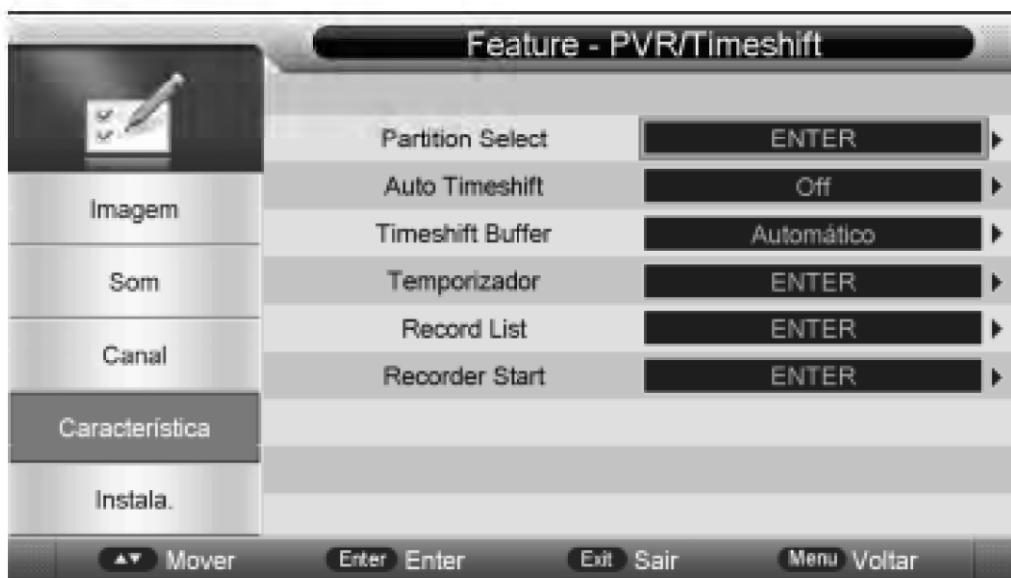 Feature - PVR/Timeshift
Partition Select ENTER
Auto Timeshift Off
Timeshift Buffer Automático
Temporizador ENTER
Record List ENTER
Recorder Start ENTER
Imagem
Som
Canal
Característica
Instala.
Mover Enter Enter Exit Sair Menu Voltar